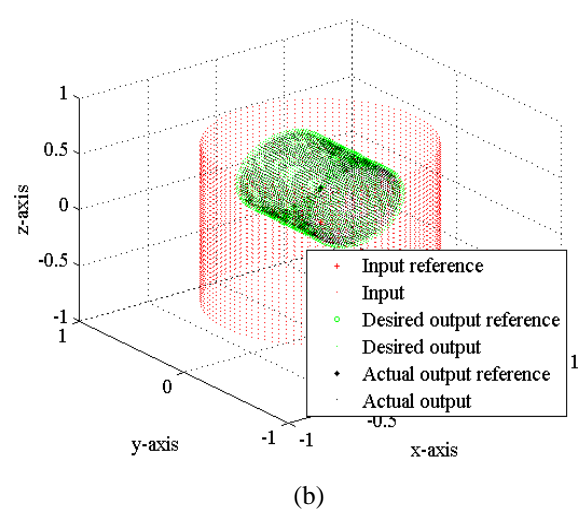 1
0.5
0
-0.5
-1
z-axis
1
0
-1
y-axis
-1
-0.5
1
x-axis
Input reference
Input
Desired output reference
Desired output
Actual output reference
Actual output
(b)